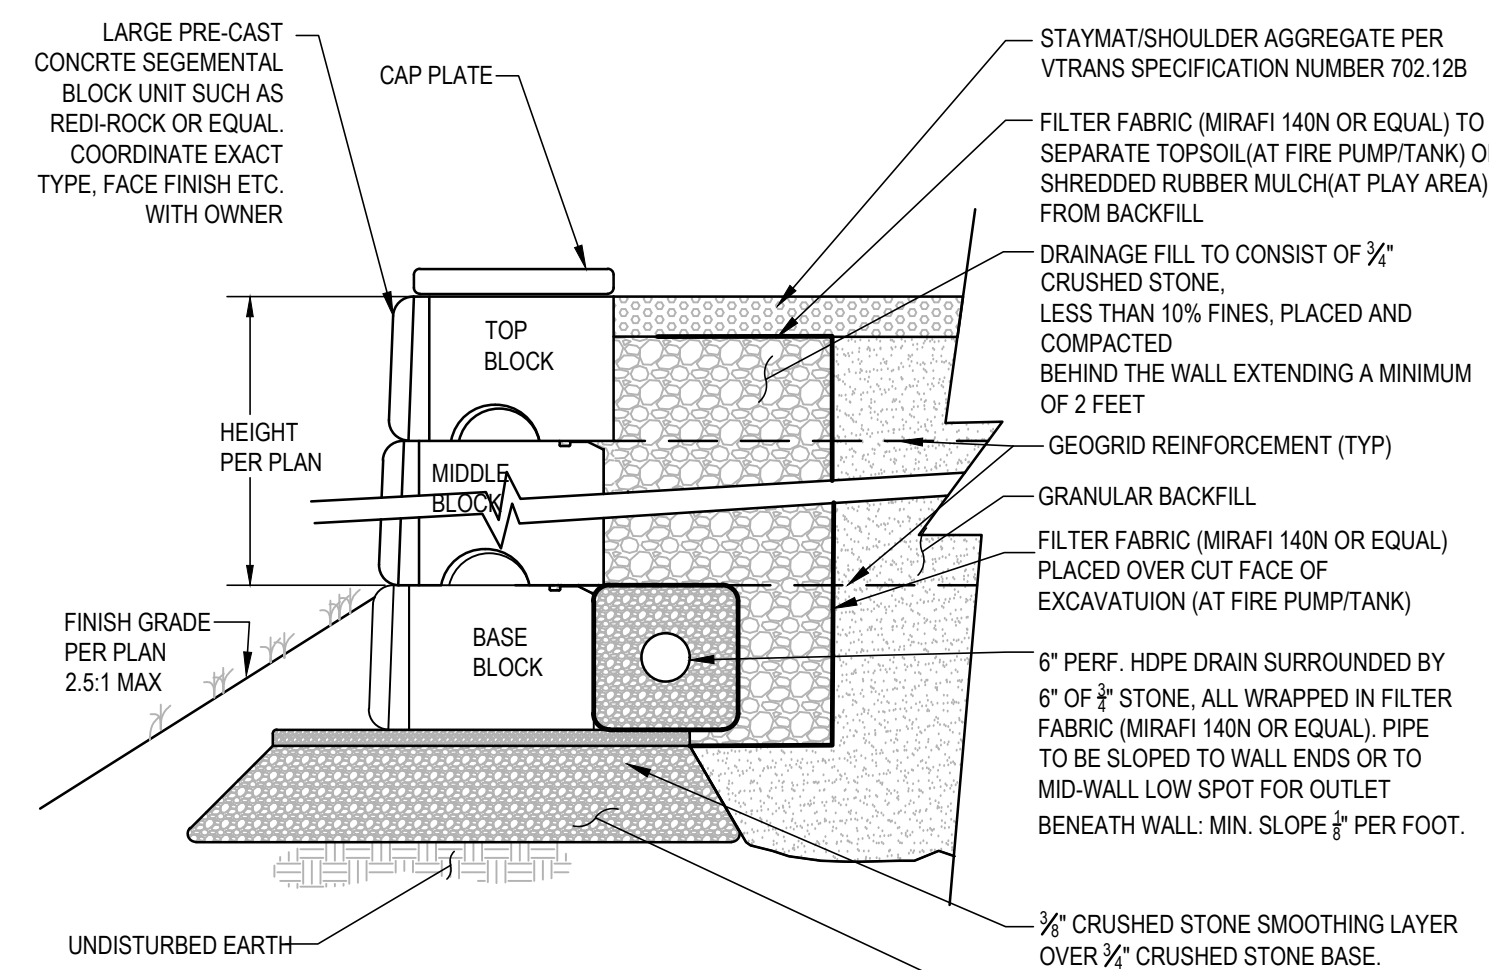 LARGE PRE-CAST
CONCRTE SEGEMENTAL
BLOCK UNIT SUCH AS
REDI-ROCK OR EQUAL.
COORDINATE EXACT
TYPE, FACE FINISH ETC.
WITH OWNER
CAP PLATE
STAYMAT/SHOULDER AGGREGATE PER
VTRANS SPECIFICATION NUMBER 702.12B
FILTER FABRIC (MIRAFI 140N OR EQUAL) TO
SEPARATE TOPSOIL(AT FIRE PUMP/TANK)
SHREDDED RUBBER MULCH(AT PLAY AREA)
FROM BACKFILL
DRAINAGE FILL TO CONSIST OF 3/4"
CRUSHED STONE,
LESS THAN 10% FINES, PLACED AND
COMPACTED
BEHIND THE WALL EXTENDING A MINIMUM
OF 2 FEET
TOP
BLOCK
HEIGHT
PER PLAN
GEOGRID REINFORCEMENT (TYP)
MIDDLE
BLOCK
GRANULAR BACKFILL
FILTER FABRIC (MIRAFI 140N OR EQUAL)
PLACED OVER CUT FACE OF
EXCAVATUION (AT FIRE PUMP/TANK)
FINISH GRADE
PER PLAN
2.5:1 MAX
BASE
BLOCK
6" PERF. HDPE DRAIN SURROUNDED BY
6" OF 3/4" STONE, ALL WRAPPED IN FILTER
FABRIC (MIRAFI 140N OR EQUAL). PIPE
TO BE SLOPED TO WALL ENDS OR TO
MID-WALL LOW SPOT FOR OUTLET
BENEATH WALL: MIN. SLOPE 1/8" PER FOOT.
UNDISTURBED EARTH
3/8" CRUSHED STONE SMOOTHING LAYER
OVER 3/4" CRUSHED STONE BASE.